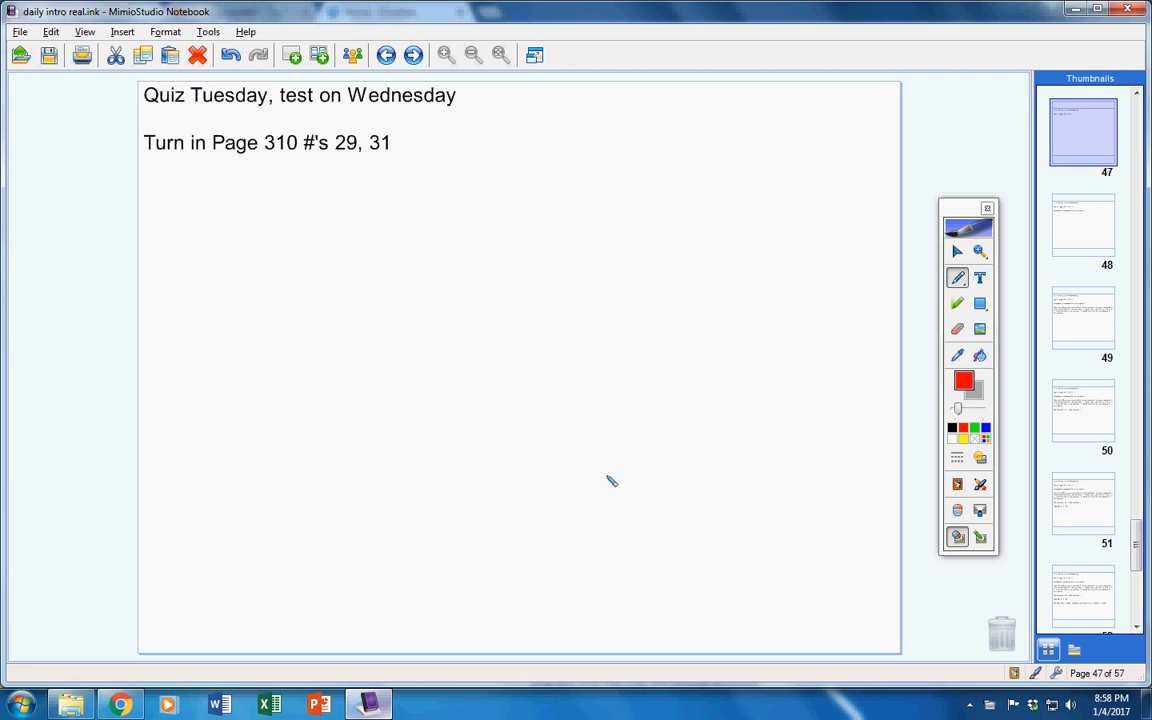 daily intro real.ink - MimioStudio Notebook
File Edit View Insert Format Tools Help
Quiz Tuesday, test on Wednesday
Turn in Page 310 #'s 29, 31
Thumbnails
47
48
49
50
51
Page 47 of 57
8:58 PM
1/4/2017